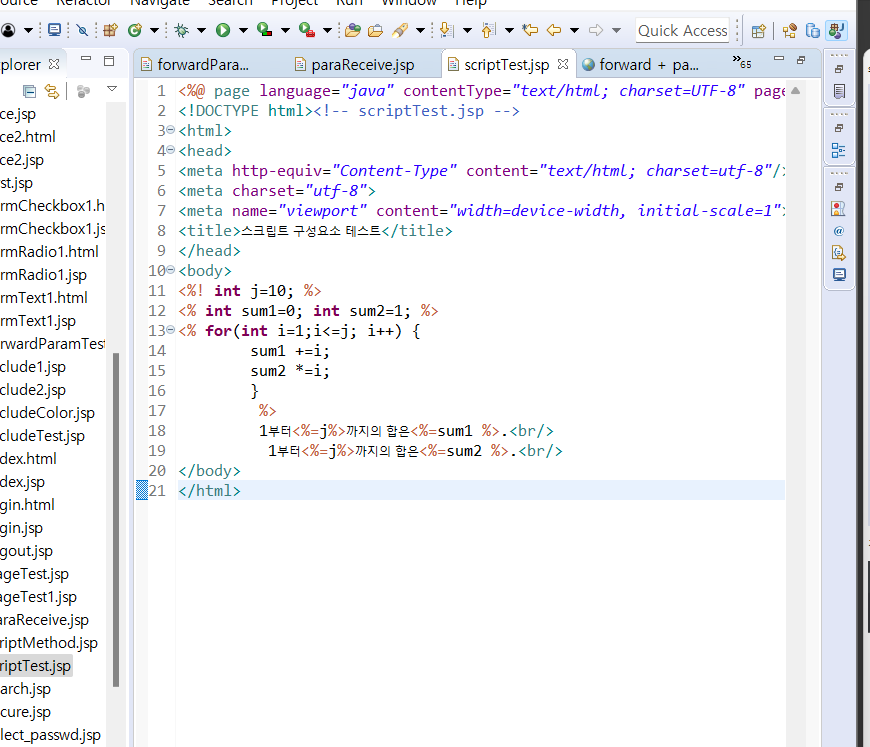 Refactor Navigate Search Project Run Window Help
Quick Access
plorer
forwardPara... paraReceive.jsp scriptTest.jsp forward + pa... »65
ce.jsp
ce2.html
ce2.jsp
st.jsp
rmCheckbox1.h
rmCheckbox1.js
rmRadio1.html
rmRadio1.jsp
rmText1.html
rmText1.jsp
rwardParamTest
clude1.jsp
clude2.jsp
cludeColor.jsp
cludeTest.jsp
dex.html
dex.jsp
gin.html
gin.jsp
gout.jsp
ageTest.jsp
ageTest1.jsp
araReceive.jsp
riptMethod.jsp
riptTest.jsp
arch.jsp
cure.jsp
lect_passwd.jsp
1 <%@ page language="java" contentType="text/html; charset=UTF-8" page
2 <!DOCTYPE html><!-- scriptTest.jsp -->
3 <html>
4 <head>
5 <meta http-equiv="Content-Type" content="text/html; charset=utf-8"/>
6 <meta charset="utf-8">
7 <meta name="viewport" content="width=device-width, initial-scale=1">
8 <title>스크립트 구성요소 테스트</title>
9 </head>
10 <body>
11 <%! int j=10; %>
12 <% int sum1=0; int sum2=1; %>
13 <% for(int i=1;i<=j; i++) {
14 sum1 +=i;
15 sum2 *=i;
16 }
17 %>
18 1부터<%=j%>까지의 합은<%=sum1 %>.<br/>
19 1부터<%=j%>까지의 합은<%=sum2 %>.<br/>
20 </body>
21 </html>